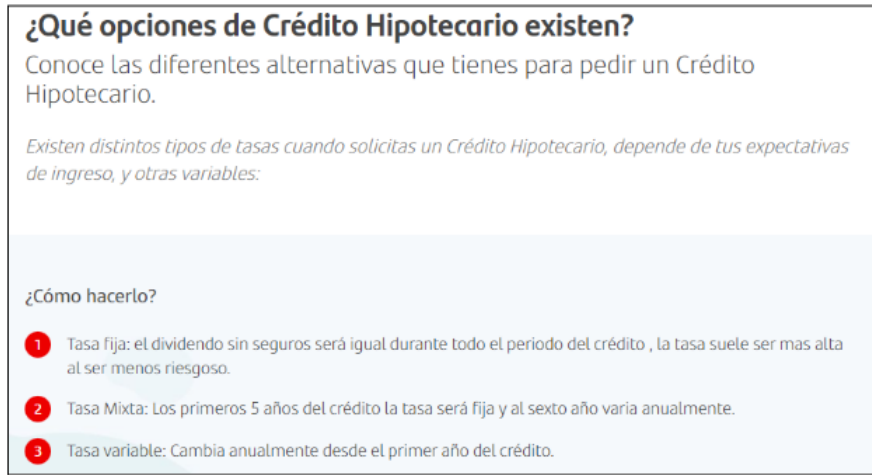 ¿Qué opciones de Crédito Hipotecario existen?
Conoce las diferentes alternativas que tienes para pedir un Crédito
Hipotecario.
Existen distintos tipos de tasas cuando solicitas un Crédito Hipotecario, depende de tus expectativas
de ingreso, y otras variables:
¿Cómo hacerlo?
1 Tasa fija: el dividendo sin seguros será igual durante todo el periodo del crédito , la tasa suele ser mas alta
al ser menos riesgoso.
2 Tasa Mixta: Los primeros 5 años del crédito la tasa será fija y al sexto año varia anualmente.
3 Tasa variable: Cambia anualmente desde el primer año del crédito.